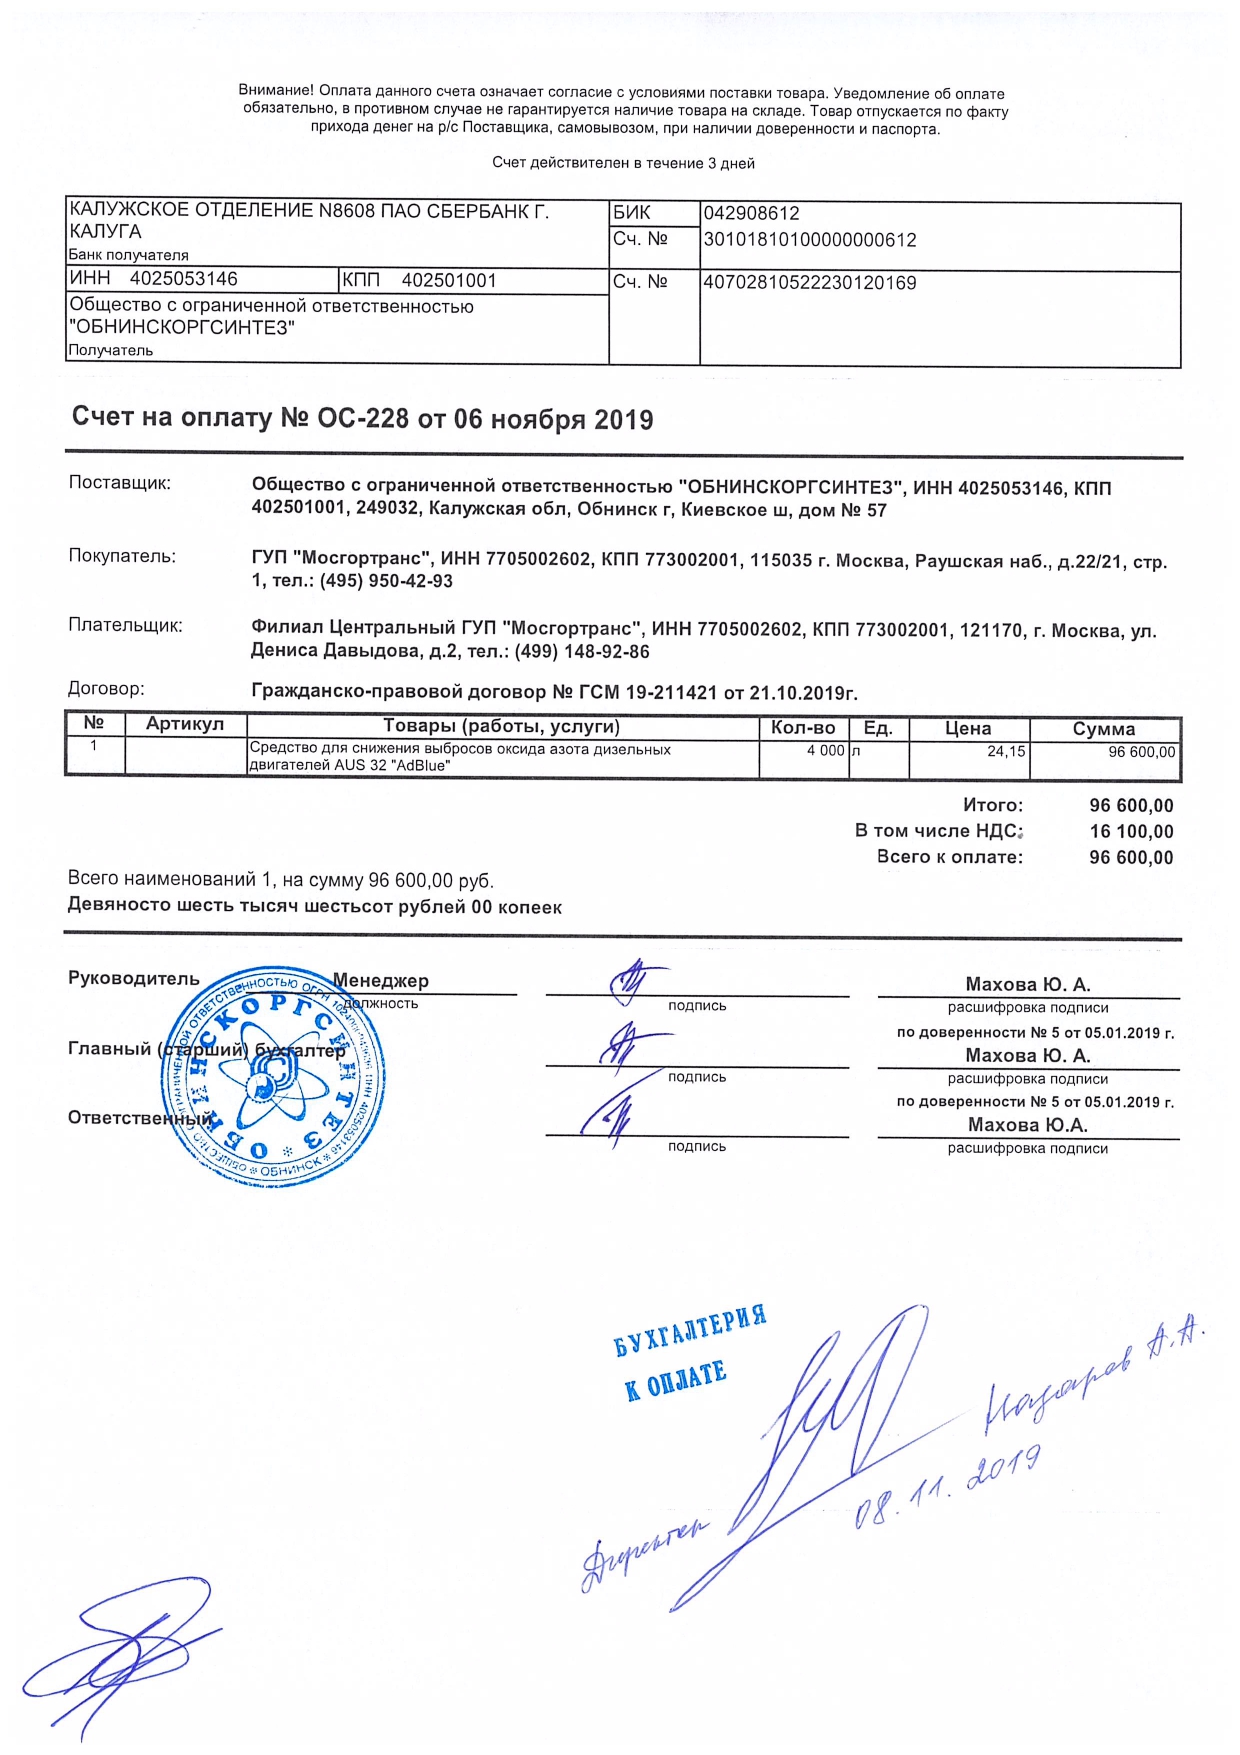 Внимание! Оплата данного счета означает согласие с условиями поставки товара. Уведомление об оплате
обязательно, в противном случае не гарантируется наличие товара на складе. Товар отпускается по факту
прихода денег на р/с Поставщика, самовывозом, при наличии доверенности и паспорта.
Счет действителен в течение 3 дней
КАЛУЖСКОЕ ОТДЕЛЕНИЕ N8608 ПАО СБЕРБАНК Г. БИК 042908612
КАЛУГА Сч. № 30101810100000000612
Банк получателя
ИНН 4025053146 КПП 402501001 Сч. № 40702810522230120169
Общество с ограниченной ответственностью
"ОБНИНСКОРГСИНТЕЗ"
Получатель
Счет на оплату № ОС-228 от 06 ноября 2019
Поставщик: Общество с ограниченной ответственностью "ОБНИНСКОРГСИНТЕЗ", ИНН 4025053146, КПП
402501001, 249032, Калужская обл, Обнинск г, Киевское ш, дом № 57
Покупатель: ГУП "Мосгортранс", ИНН 7705002602, КПП 773002001, 115035 г. Москва, Раушская наб., д.22/21, стр.
1, тел.: (495) 950-42-93
Плательщик: Филиал Центральный ГУП "Мосгортранс", ИНН 7705002602, КПП 773002001, 121170, г. Москва, ул.
Дениса Давыдова, д.2, тел.: (499) 148-92-86
Договор: Гражданско-правовой договор № ГСМ 19-211421 от 21.10.2019г.
№ Артикул Товары (работы, услуги) Кол-во Ед. Цена Сумма
1 Средство для снижения выбросов оксида азота дизельных 4 000 л 24,15 96 600,00
двигателей AUS 32 "AdBlue"
Итого: 96 600,00
В том числе НДС: 16 100,00
Всего к оплате: 96 600,00
Всего наименований 1, на сумму 96 600,00 руб.
Девяносто шесть тысяч шестьсот рублей 00 копеек
Руководитель Менеджер Махова Ю. А.
должность подпись расшифровка подписи
по доверенности № 5 от 05.01.2019 г.
Главный (старший) бухгалтер Махова Ю. А.
подпись расшифровка подписи
по доверенности № 5 от 05.01.2019 г.
Ответственный Махова Ю.А.
подпись расшифровка подписи
ОБНИНСКОРГСИНТЕЗ
ИНН 4025053146 * ОБНИНСК *
БУХГАЛТЕРИЯ
К ОПЛАТЕ
Директор Назаров А.А.
08.11.2019